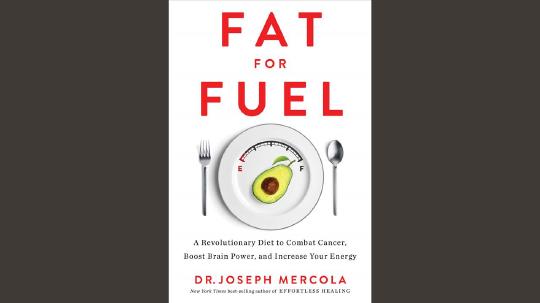 FAT
FOR
FUEL
E F
A Revolutionary Diet to Combat Cancer,
Boost Brain Power, and Increase Your Energy
DR. JOSEPH MERCOLA
New York Times best-selling author of EFFORTLESS HEALING